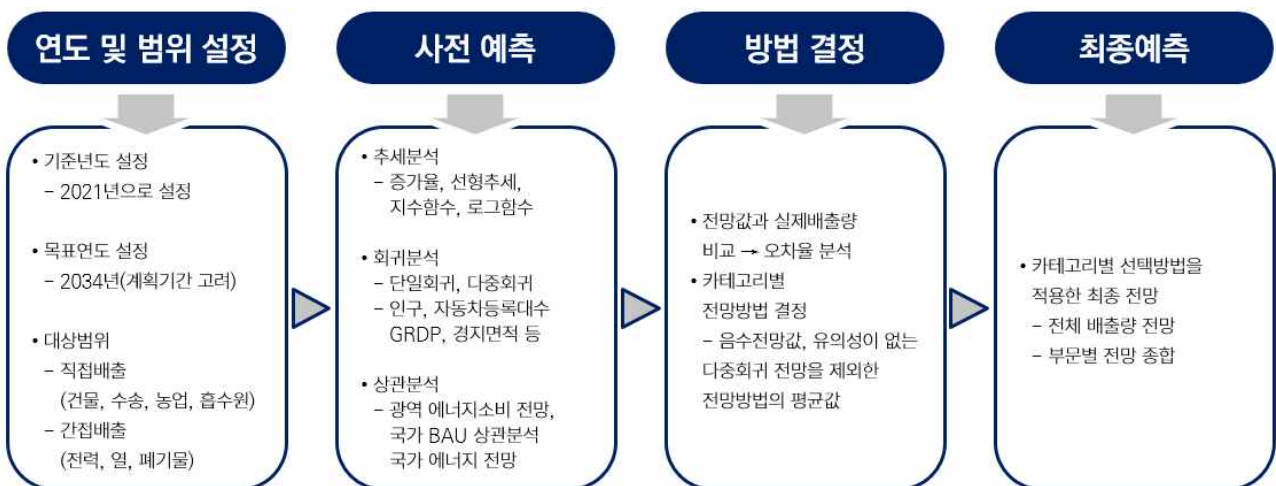 연도 및 범위 설정
• 기준년도 설정
– 2021년으로 설정
• 목표연도 설정
– 2034년(계획기간 고려)
• 대상범위
– 직접배출
(건물, 수송, 농업, 흡수원)
– 간접배출
(전력, 열, 폐기물)
사전 예측
• 추세분석
– 증가율, 선형추세,
지수함수, 로그함수
• 회귀분석
– 단일회귀, 다중회귀
– 인구, 자동차등록대수
GRDP, 경지면적 등
• 상관분석
– 광역 에너지소비 전망,
국가 BAU 상관분석
국가 에너지 전망
방법 결정
• 전망값과 실제배출량
비교 → 오차율 분석
• 카테고리별
전망방법 결정
– 음수전망값, 유의성이 없는
다중회귀 전망을 제외한
전망방법의 평균값
최종예측
• 카테고리별 선택방법을
적용한 최종 전망
– 전체 배출량 전망
– 부문별 전망 종합